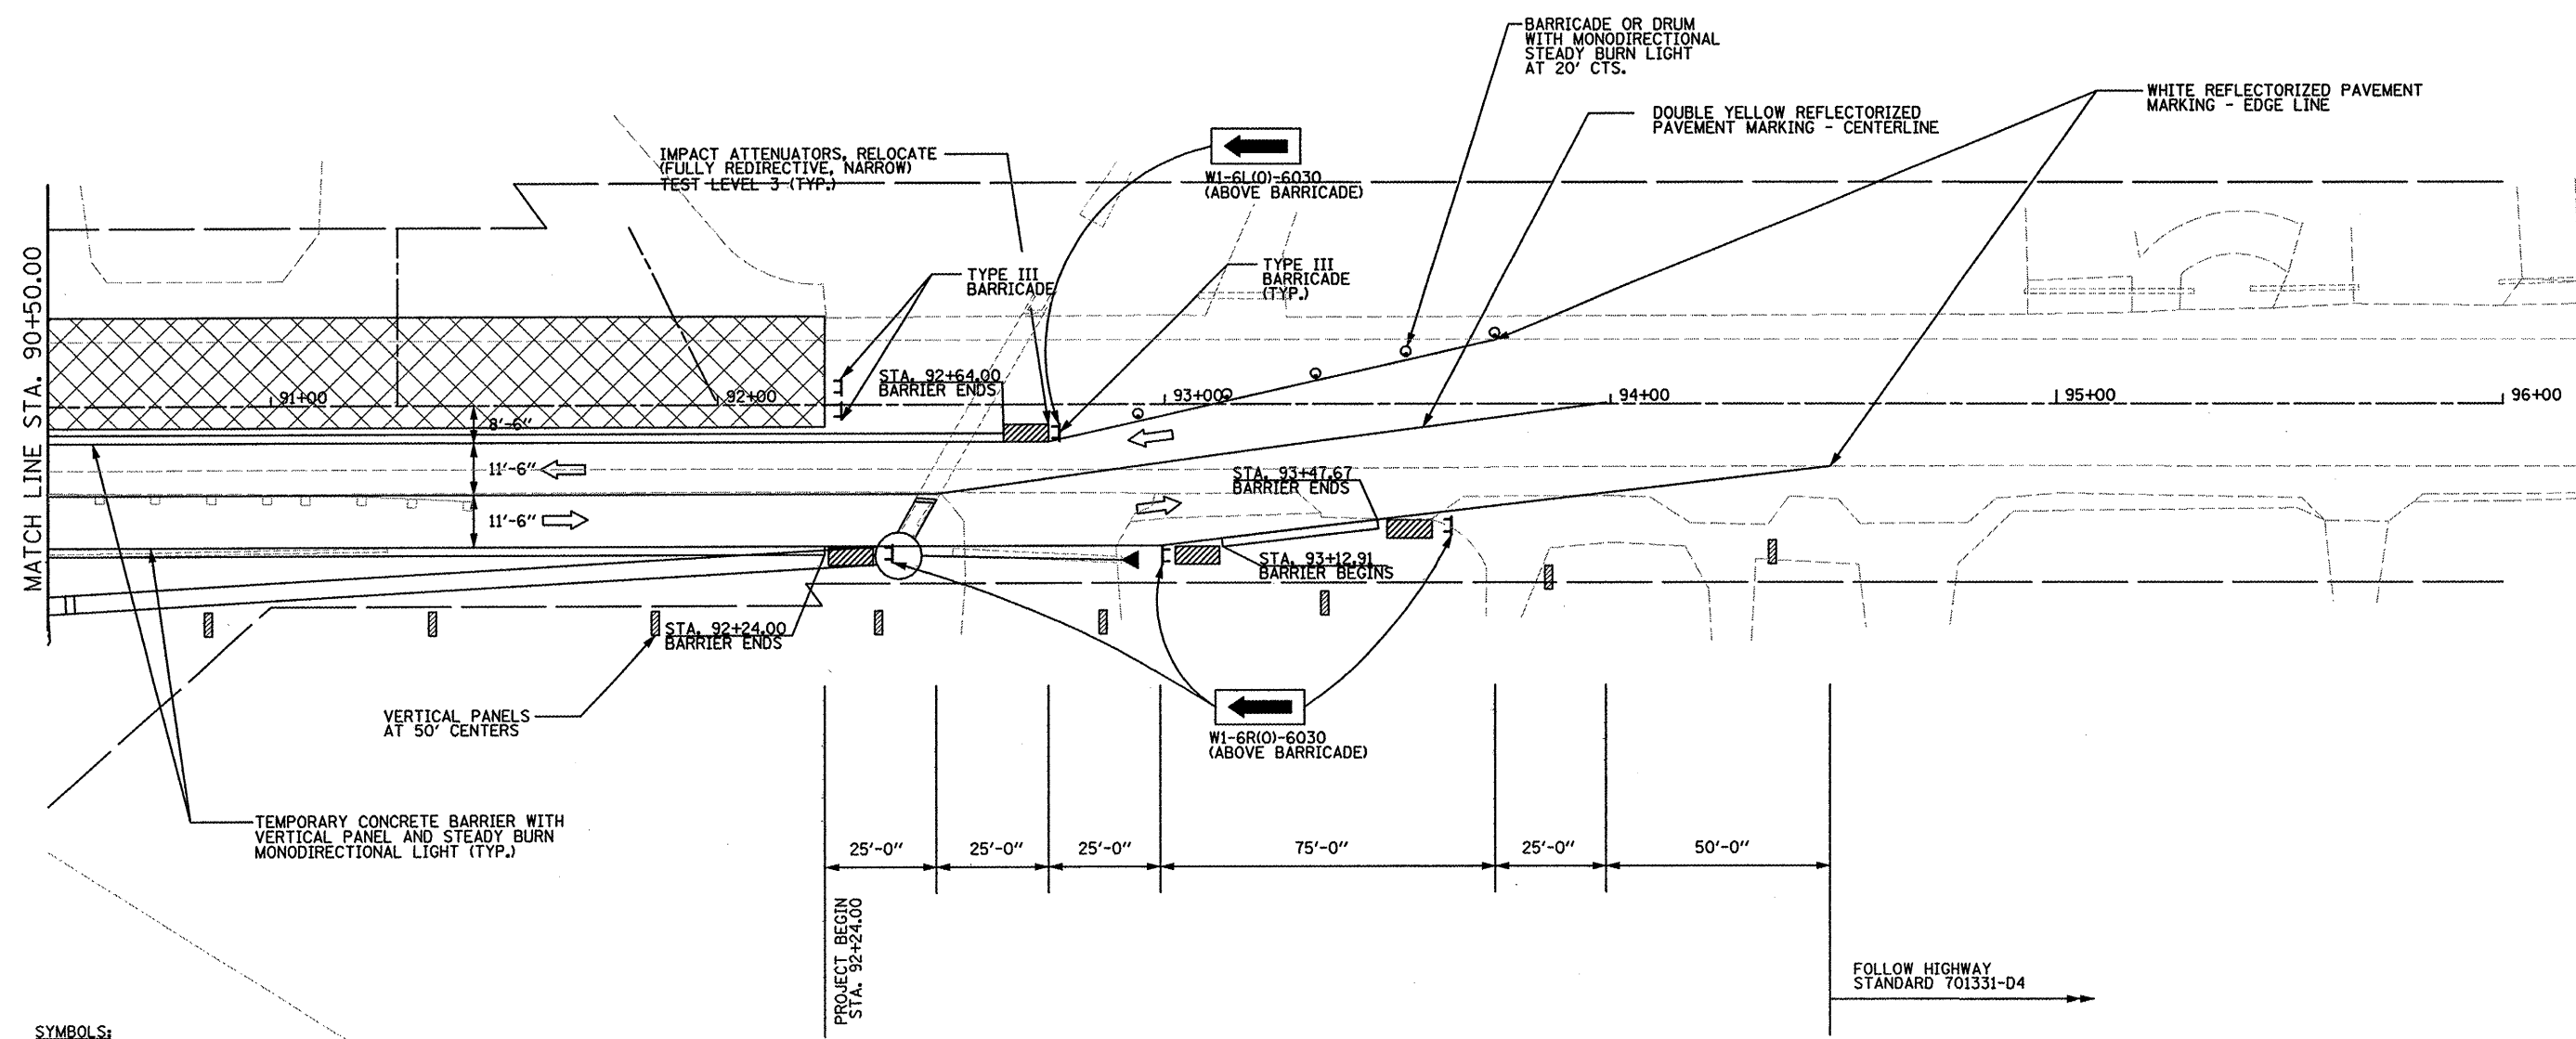 BARRICADE OR DRUM
WITH MONODIRECTIONAL
STEADY BURN LIGHT
AT 20' CTS.
WHITE REFLECTORIZED PAVEMENT
MARKING - EDGE LINE
DOUBLE YELLOW REFLECTORIZED
PAVEMENT MARKING - CENTERLINE
IMPACT ATTENUATORS, RELOCATE
(FULLY REDIRECTIVE, NARROW)
TEST LEVEL 3 (TYP.)
W1-6L(O)-6030
(ABOVE BARRICADE)
TYPE III
BARRICADE
TYPE III
BARRICADE
(TYP.)
MATCH LINE STA. 90+50.00
STA. 92+64.00
BARRIER ENDS
91+00
92+00
93+00
94+00
95+00
96+00
8'-6"
11'-6"
11'-6"
STA. 93+47.67
BARRIER ENDS
STA. 93+12.91
BARRIER BEGINS
STA. 92+24.00
BARRIER ENDS
VERTICAL PANELS
AT 50' CENTERS
W1-6R(O)-6030
(ABOVE BARRICADE)
TEMPORARY CONCRETE BARRIER WITH
VERTICAL PANEL AND STEADY BURN
MONODIRECTIONAL LIGHT (TYP.)
25'-0"
25'-0"
25'-0"
75'-0"
25'-0"
50'-0"
PROJECT BEGIN
STA. 92+24.00
FOLLOW HIGHWAY
STANDARD 701331-D4
SYMBOLS: